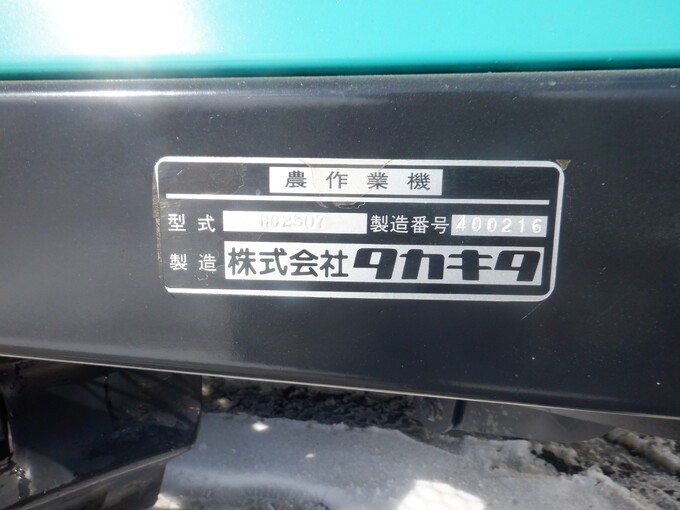 農作業機
型式 製造番号 400216
製造 株式会社 タカキタ